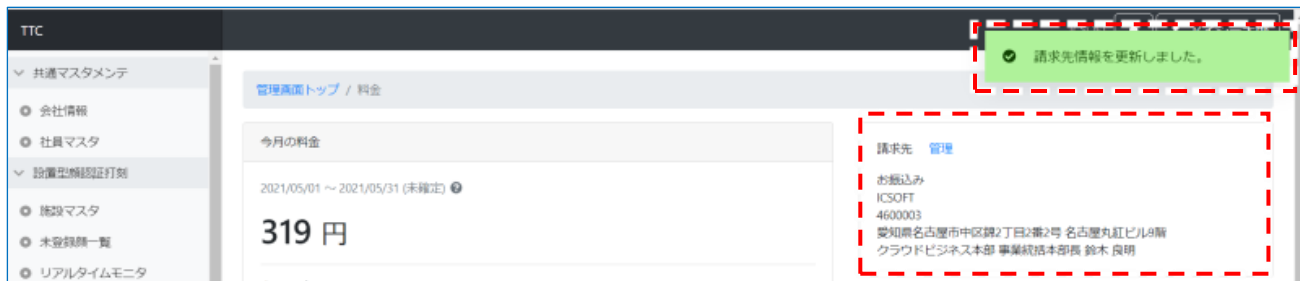 TTC
請求先情報を更新しました。
共通マスタメンテ
会社情報
社員マスタ
設置型顔認証打刻
施設マスタ
未登録顔一覧
リアルタイムモニタ
管理画面トップ / 料金
今月の料金
2021/05/01 ～ 2021/05/31 (未確定)
319 円
請求先 管理
お振込み
ICSOFT
4600003
愛知県名古屋市中区錦2丁目2番2号 名古屋丸紅ビル9階
クラウドビジネス本部 事業統括本部長 鈴木 良明